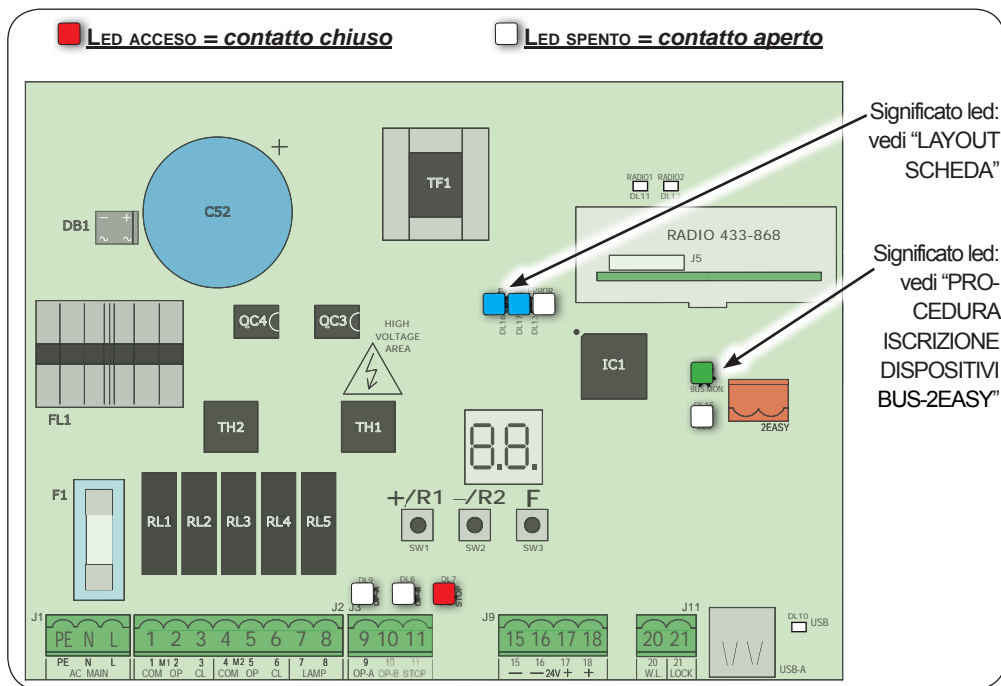 LED ACCESO = contatto chiuso
LED SPENTO = contatto aperto
Significato led:
vedi "LAYOUT
SCHEDA"
Significato led:
vedi "PRO-
CEDURA
ISCRIZIONE
DISPOSITIVI
BUS-2EASY"
+
C52
DB1
TF1
RADIO1 RADIO2
DL11
RADIO 433-868
J5
DL16 DL17 DL13
QC4
QC3
HIGH
VOLTAGE
AREA
IC1
BUS MON.
2EASY
FL1
TH2
TH1
8.8.
F1
RL1 RL2 RL3 RL4 RL5
+/R1 –/R2 F
SW1 SW2 SW3
DL9 DL8 DL7
STOP
J1
J2 J3
J9
J11
DL10 USB
PE N L
1 2 3 4 5 6 7 8
9 10 11
15 16 17 18
20 21
PE N L
1 M1 2 3 4 M2 5 6 7 8
9 10 11
15 16 17 18
20 21
AC MAIN
COM OP CL COM OP CL LAMP
OP-A OP-B STOP
— — 24V + +
W.L. LOCK
USB-A